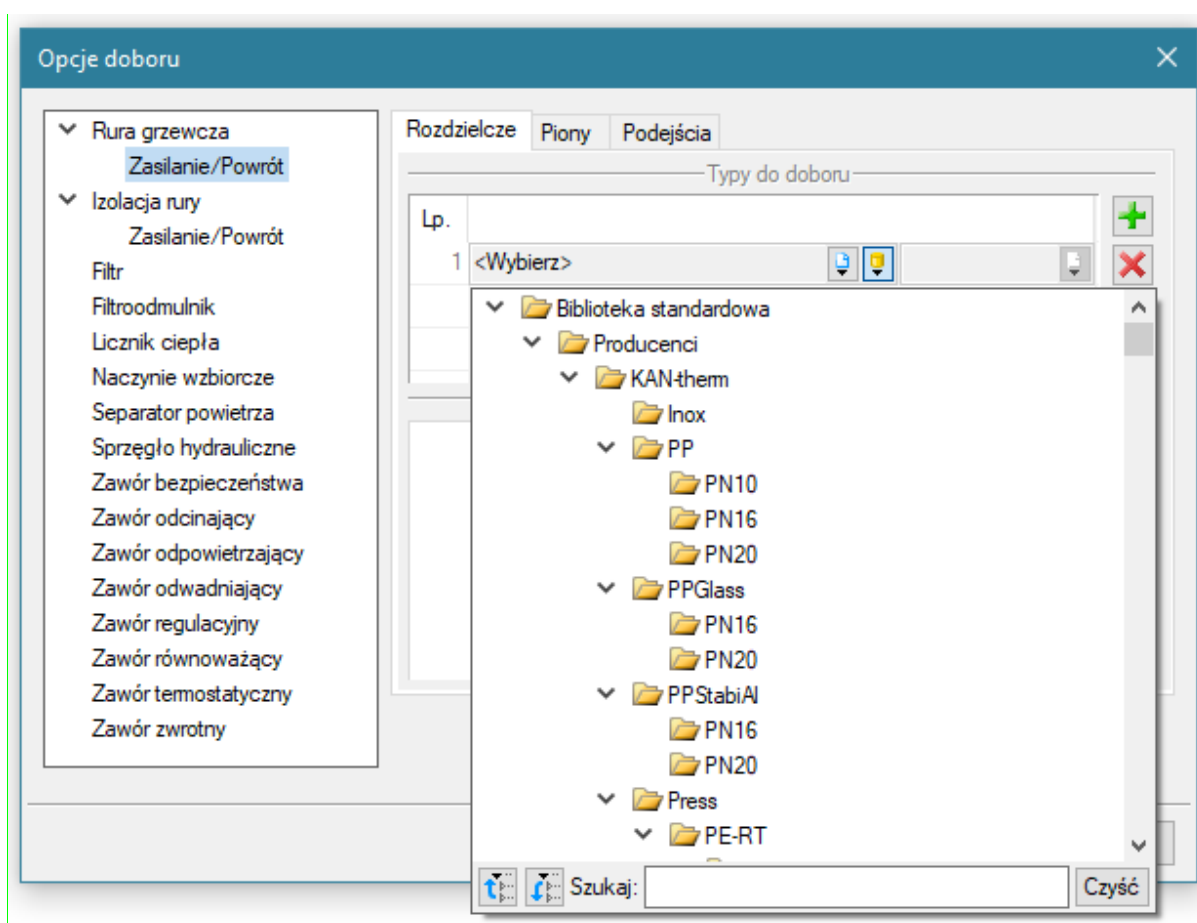 Opcje doboru
Rura grzewcza
Zasilanie/Powrót
Izolacja rury
Zasilanie/Powrót
Filtr
Filtroodmulnik
Licznik ciepła
Naczynie wzbiorcze
Separator powietrza
Sprzęgło hydrauliczne
Zawór bezpieczeństwa
Zawór odcinający
Zawór odpowietrzający
Zawór odwadniający
Zawór regulacyjny
Zawór równoważący
Zawór termostatyczny
Zawór zwrotny
Rozdzielcze Piony Podejścia
Typy do doboru
Lp.
1 <Wybierz>
Biblioteka standardowa
Producenci
KAN-therm
Inox
PP
PN10
PN16
PN20
PPGlass
PN16
PN20
PPStabiAl
PN16
PN20
Press
PE-RT
Szukaj: Czyść